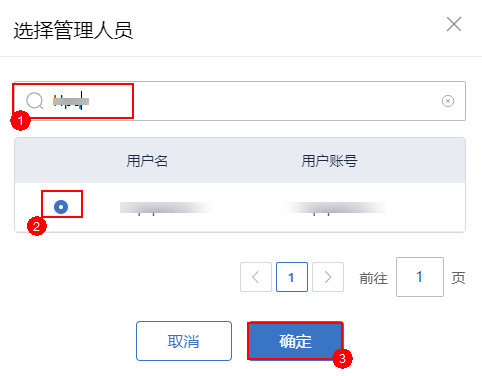 选择管理人员
1
用户名 用户账号
2
1 前往 1 页
取消 确定
3